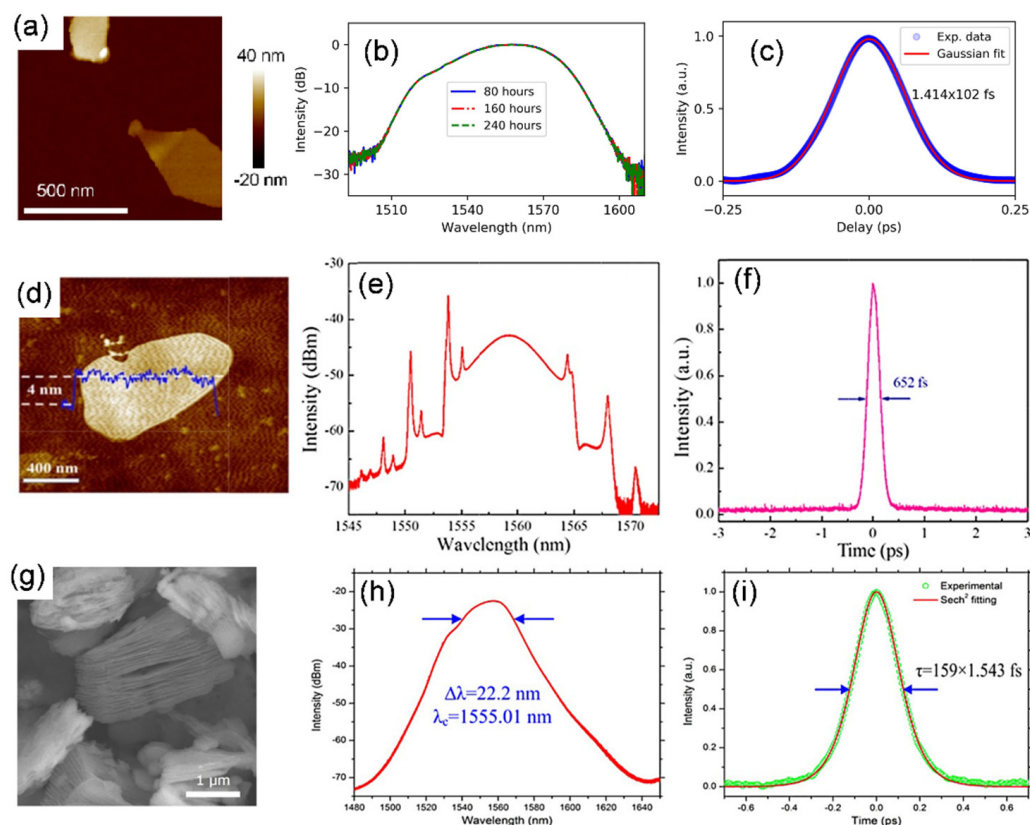 (a)
40 nm
-20 nm
500 nm
(b)
Intensity (dB)
0
−10
−20
−30
80 hours
160 hours
240 hours
1510
1540
1570
1600
Wavelength (nm)
(c)
Intensity (a.u.)
1.0
0.5
0.0
Exp. data
Gaussian fit
1.414x102 fs
−0.25
0.00
0.25
Delay (ps)
(d)
4 nm
400 nm
(e)
Intensity (dBm)
-30
-40
-50
-60
-70
1545
1550
1555
1560
1565
1570
Wavclength (nm)
(f)
Intensity (a.u.)
1.0
0.8
0.6
0.4
0.2
0.0
652 fs
-3
-2
-1
0
1
2
3
Time (ps)
(g)
1 μm
(h)
Intensity (dBm)
-20
-30
-40
-50
-60
-70
Δλ=22.2 nm
λc=1555.01 nm
1480
1500
1520
1540
1560
1580
1600
1620
1640
Wavelength (nm)
(i)
Intensity (a.u.)
1.0
0.8
0.6
0.4
0.2
0.0
Experimental
Sech² fitting
τ=159×1.543 fs
-0.6
-0.4
-0.2
0.0
0.2
0.4
0.6
Time (ps)